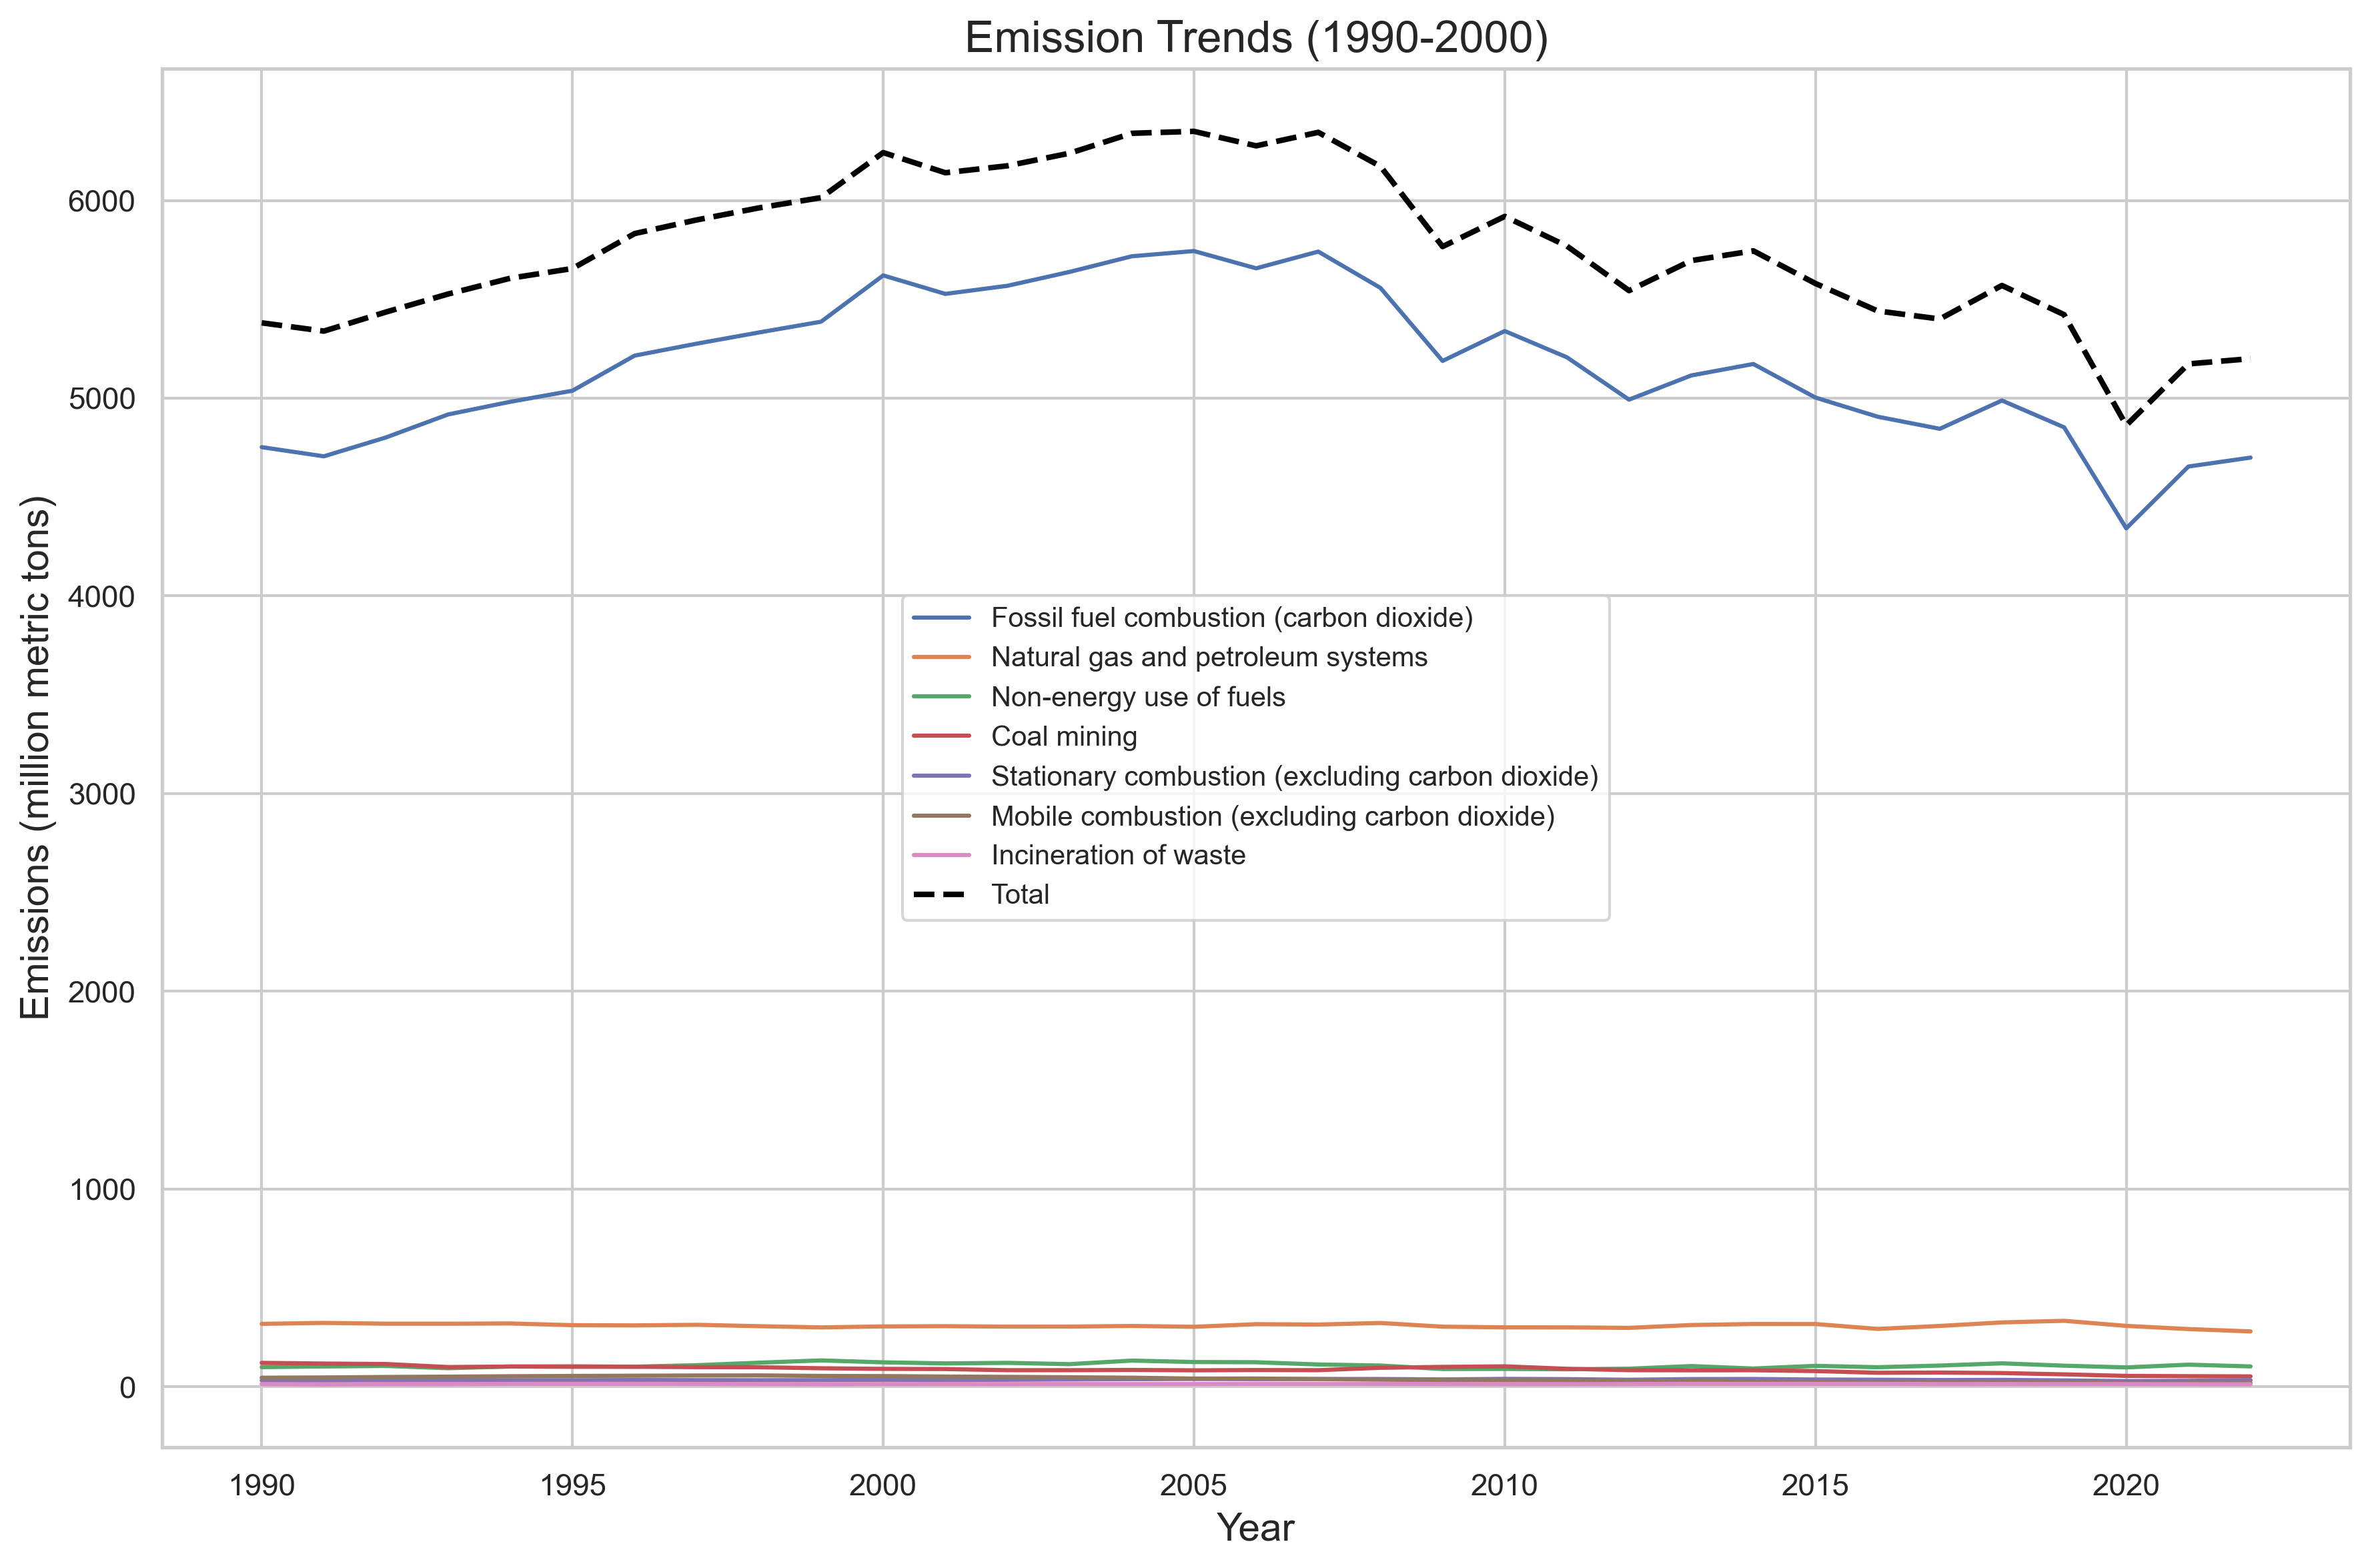 Emission Trends (1990-2000)
Emissions (million metric tons)
6000
5000
4000
3000
2000
1000
0
Fossil fuel combustion (carbon dioxide)
Natural gas and petroleum systems
Non-energy use of fuels
Coal mining
Stationary combustion (excluding carbon dioxide)
Mobile combustion (excluding carbon dioxide)
Incineration of waste
Total
1990 1995 2000 2005 2010 2015 2020
Year